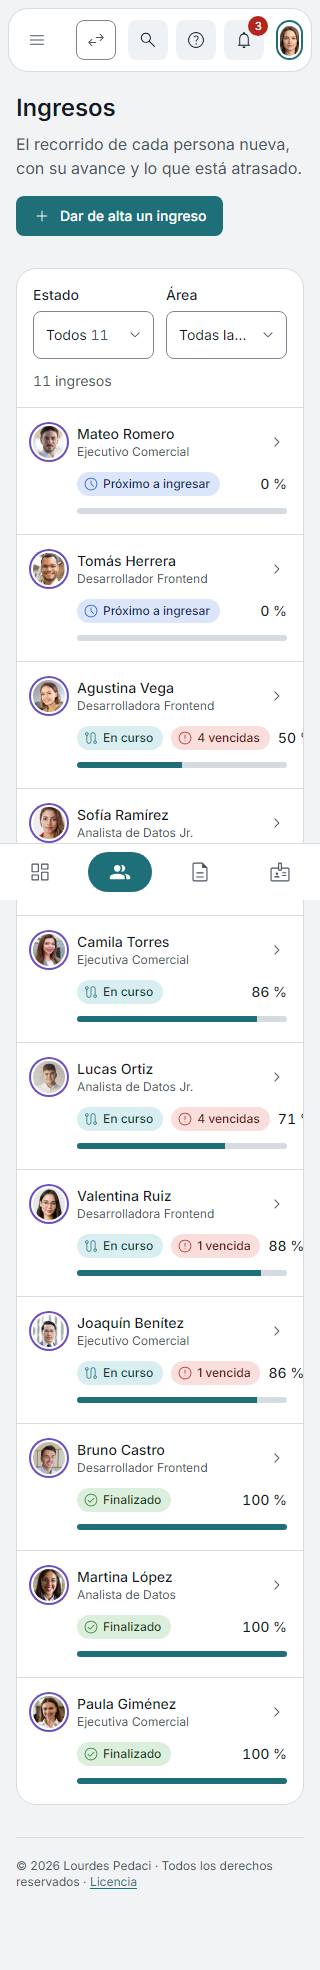 3
Ingresos
El recorrido de cada persona nueva,
con su avance y lo que está atrasado.
Dar de alta un ingreso
Estado
Área
Todos 11
Todas la...
11 ingresos
Mateo Romero
Ejecutivo Comercial
Próximo a ingresar
0 %
Tomás Herrera
Desarrollador Frontend
Próximo a ingresar
0 %
Agustina Vega
Desarrolladora Frontend
En curso
4 vencidas
50
Sofía Ramírez
Analista de Datos Jr.
Camila Torres
Ejecutiva Comercial
En curso
86 %
Lucas Ortiz
Analista de Datos Jr.
En curso
4 vencidas
71
Valentina Ruiz
Desarrolladora Frontend
En curso
1 vencida
88 %
Joaquín Benítez
Ejecutivo Comercial
En curso
1 vencida
86 %
Bruno Castro
Desarrollador Frontend
Finalizado
100 %
Martina López
Analista de Datos
Finalizado
100 %
Paula Giménez
Ejecutiva Comercial
Finalizado
100 %
© 2026 Lourdes Pedaci · Todos los derechos
reservados · Licencia